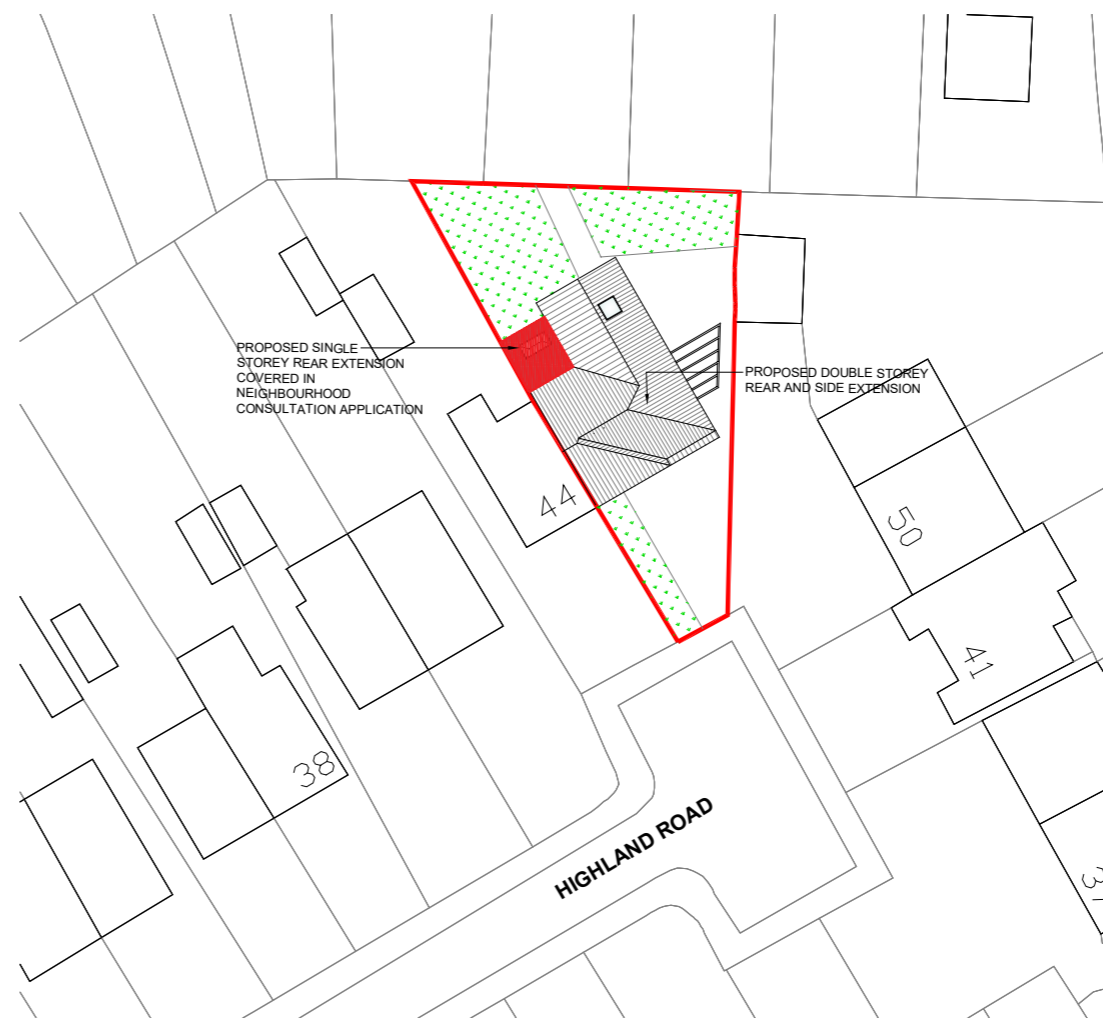 PROPOSED SINGLE
STOREY REAR EXTENSION
COVERED IN
NEIGHBOURHOOD
CONSULTATION APPLICATION
PROPOSED DOUBLE STOREY
REAR AND SIDE EXTENSION
44
50
41
38
HIGHLAND ROAD